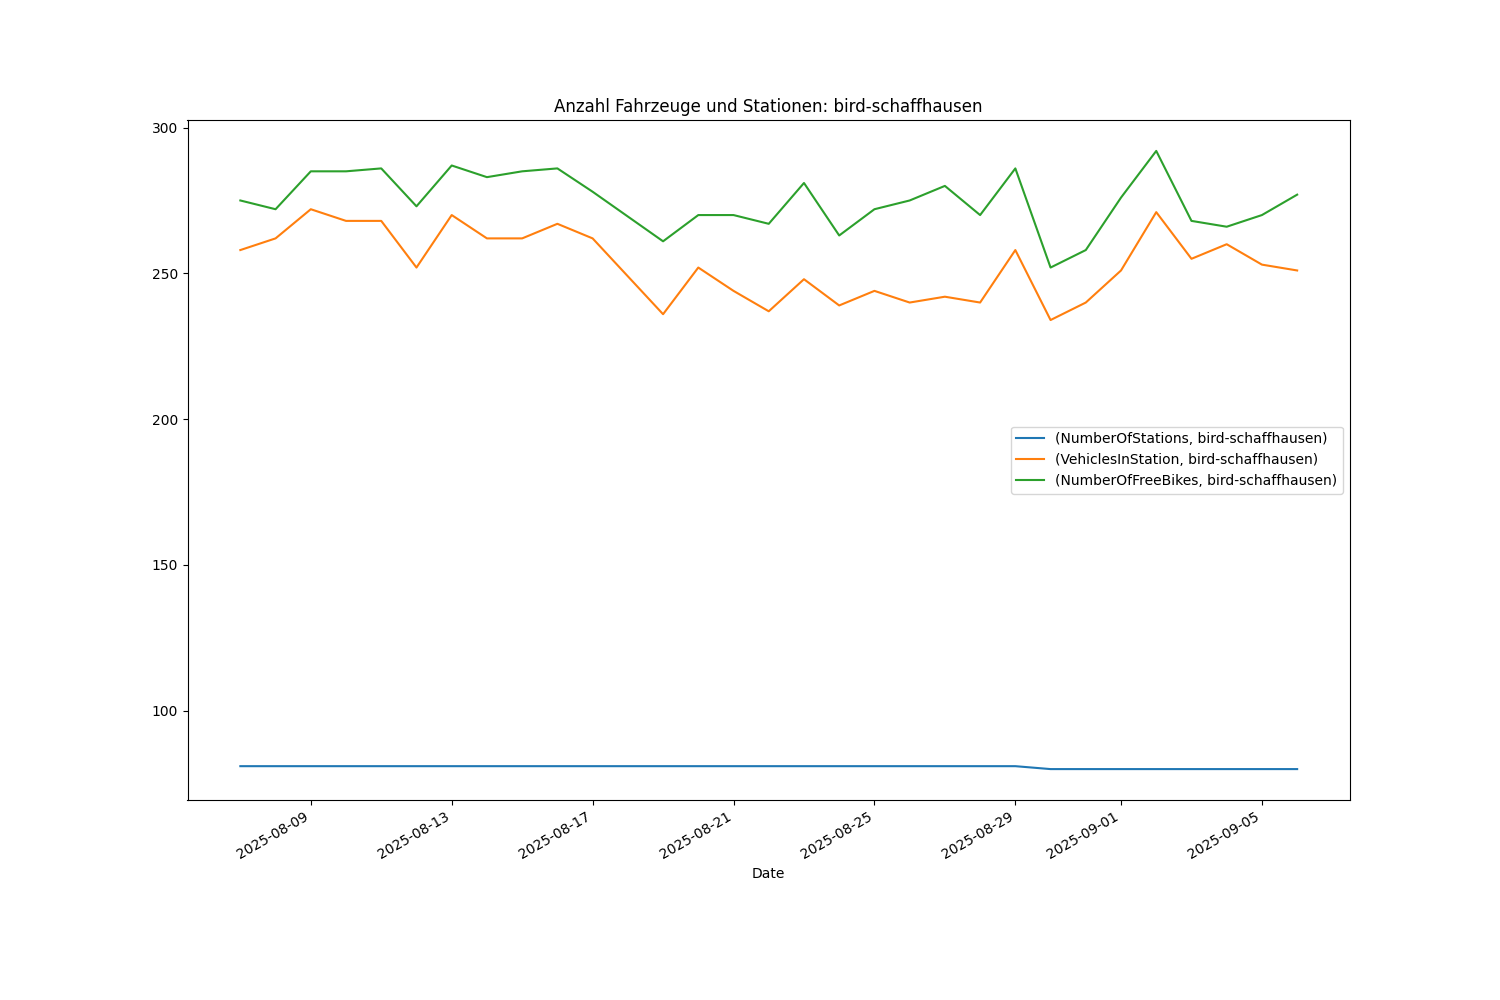 Anzahl Fahrzeuge und Stationen: bird-schaffhausen
300
250
200
150
100
(NumberOfStations, bird-schaffhausen)
(VehiclesInStation, bird-schaffhausen)
(NumberOfFreeBikes, bird-schaffhausen)
2025-08-09
2025-08-13
2025-08-17
2025-08-21
2025-08-25
2025-08-29
2025-09-01
2025-09-05
Date